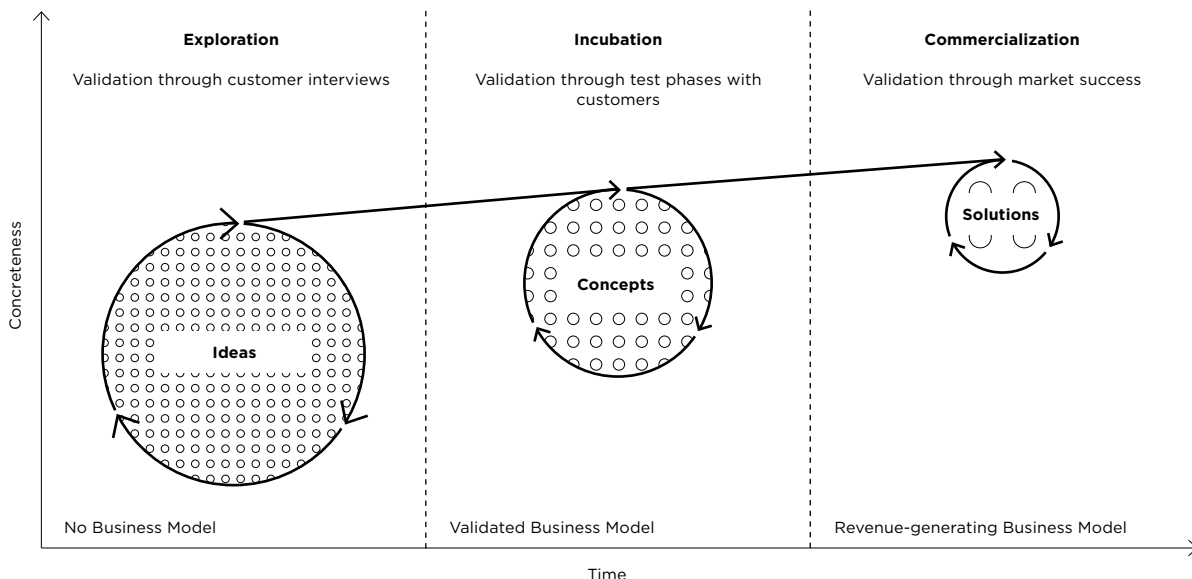 Exploration
Validation through customer interviews
Incubation
Validation through test phases with
customers
Commercialization
Validation through market success
Concreteness
Ideas
Concepts
Solutions
No Business Model
Validated Business Model
Revenue-generating Business Model
Time